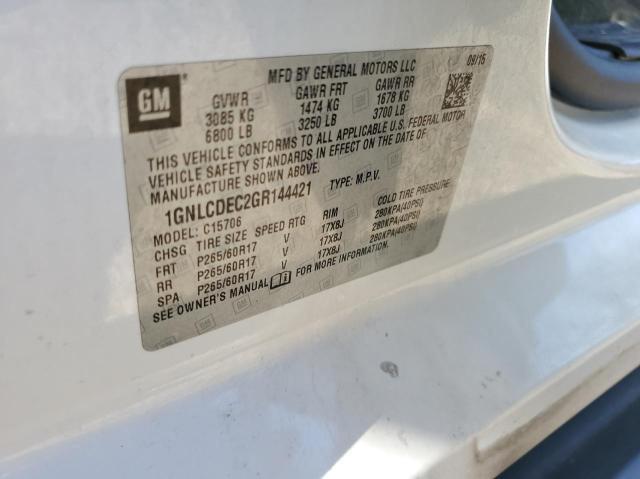 GM
MFD BY GENERAL MOTORS LLC 09/15
GVWR GAWR FRT GAWR RR
3085 KG 1474 KG 1678 KG
6800 LB 3250 LB 3700 LB
THIS VEHICLE CONFORMS TO ALL APPLICABLE U.S. FEDERAL MOTOR
VEHICLE SAFETY STANDARDS IN EFFECT ON THE DATE OF
MANUFACTURE SHOWN ABOVE.
1GNLCDEC2GR144421 TYPE: M.P.V.
MODEL: C15706
CHSG TIRE SIZE SPEED RTG RIM COLD TIRE PRESSURE
FRT P265/60R17 V 17X8J 280KPA(40PSI)
RR P265/60R17 V 17X8J 280KPA(40PSI)
SPA P265/60R17 V 17X8J 280KPA(40PSI)
SEE OWNER'S MANUAL FOR MORE INFORMATION.